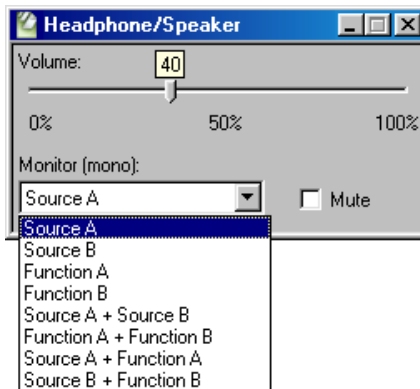 Headphone/Speaker
Volume:
40
0% 50% 100%
Monitor (mono):
Source A
Mute
Source A
Source B
Function A
Function B
Source A + Source B
Function A + Function B
Source A + Function A
Source B + Function B